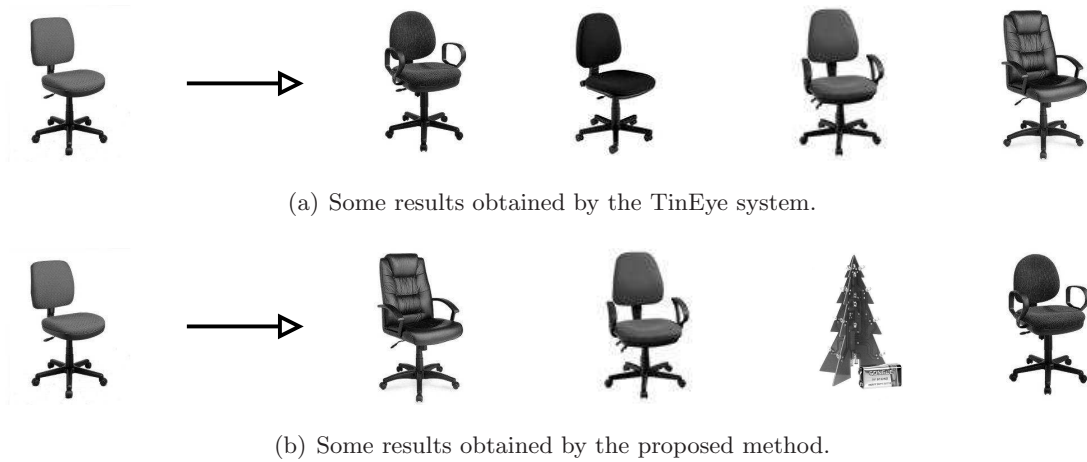 (a) Some results obtained by the TinEye system.
(b) Some results obtained by the proposed method.